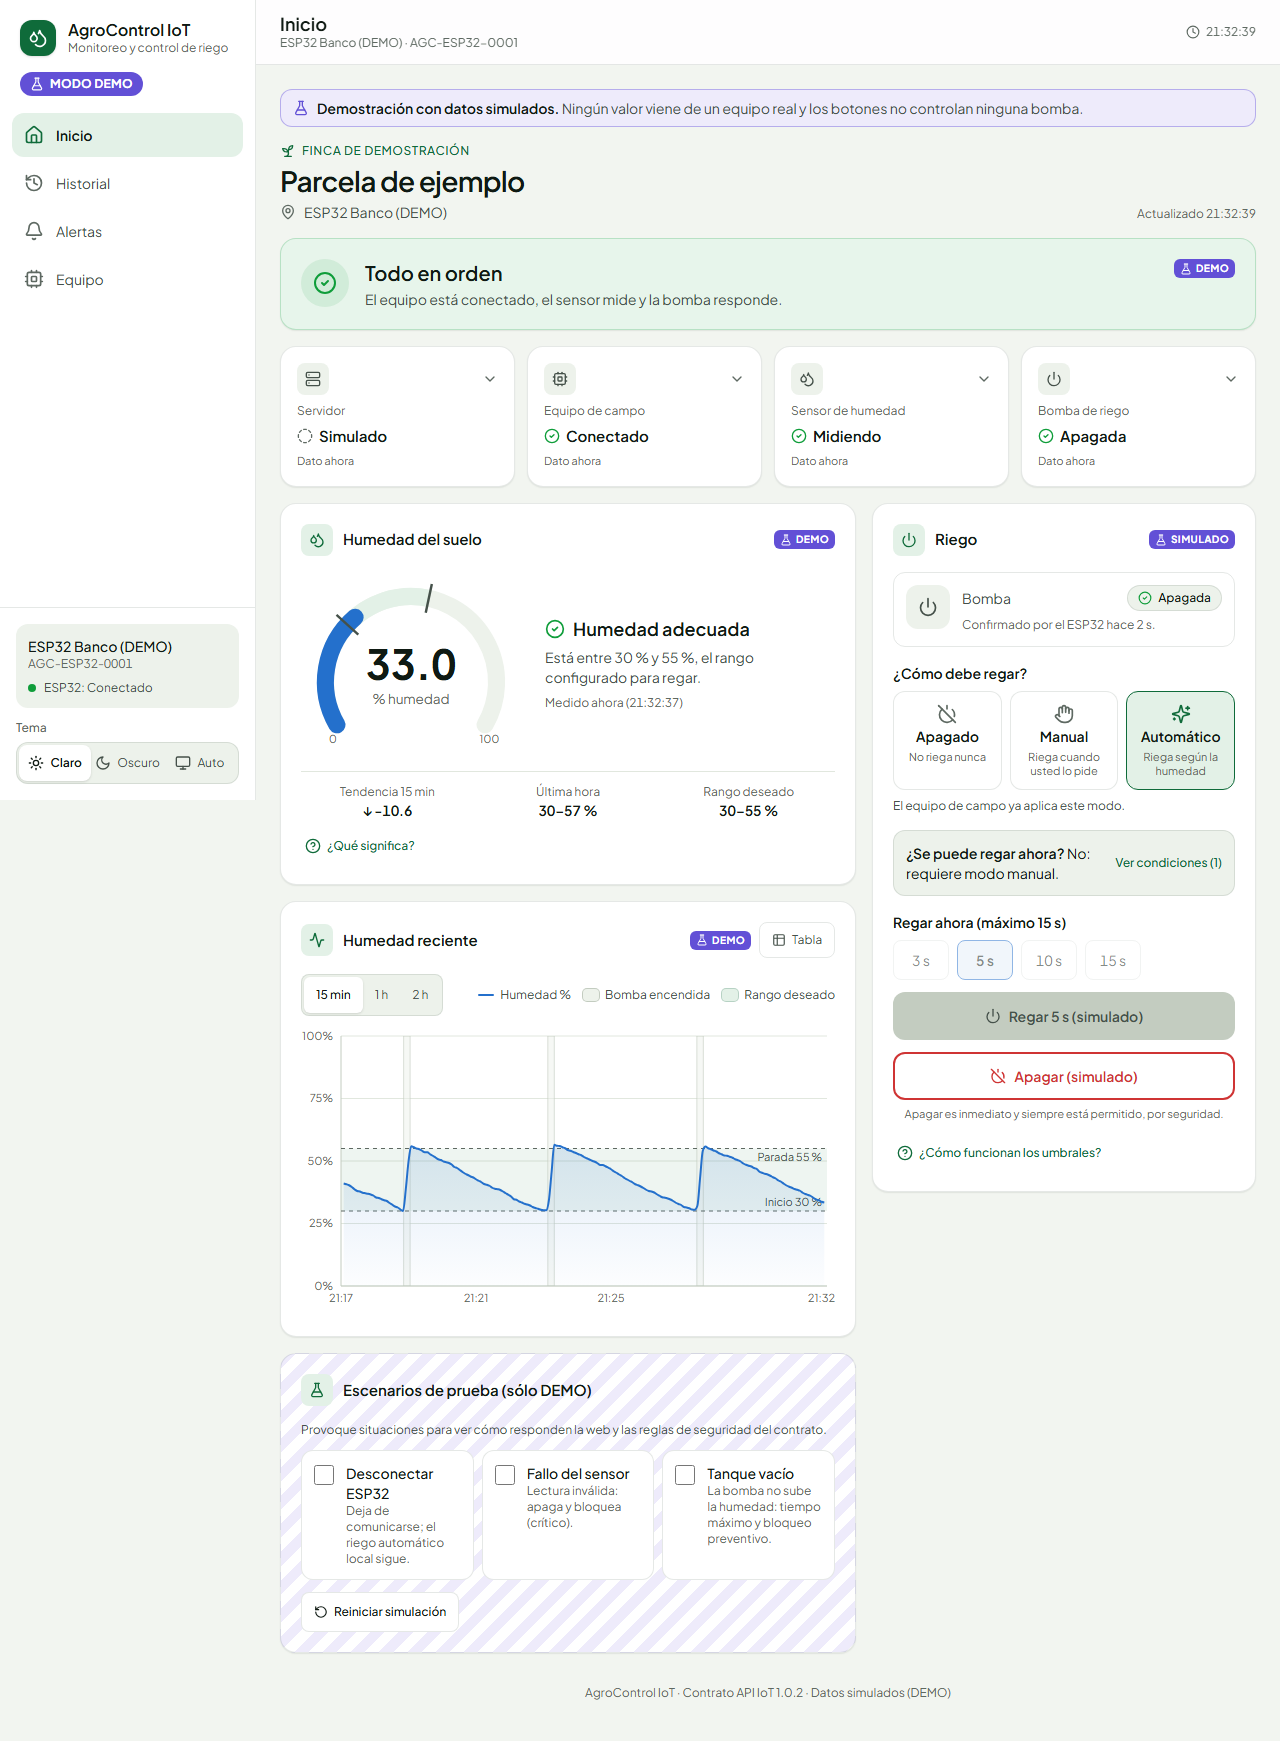 AgroControl IoT
Monitoreo y control de riego
MODO DEMO
Inicio
Historial
Alertas
Equipo
ESP32 Banco (DEMO)
AGC-ESP32-0001
ESP32: Conectado
Tema
Claro
Oscuro
Auto
Inicio
ESP32 Banco (DEMO) · AGC-ESP32-0001
21:32:39
Demostración con datos simulados. Ningún valor viene de un equipo real y los botones no controlan ninguna bomba.
FINCA DE DEMOSTRACIÓN
Parcela de ejemplo
ESP32 Banco (DEMO)
Actualizado 21:32:39
Todo en orden
El equipo está conectado, el sensor mide y la bomba responde.
DEMO
Servidor
Simulado
Dato ahora
Equipo de campo
Conectado
Dato ahora
Sensor de humedad
Midiendo
Dato ahora
Bomba de riego
Apagada
Dato ahora
Humedad del suelo
DEMO
33.0
% humedad
0
100
Humedad adecuada
Está entre 30 % y 55 %, el rango
configurado para regar.
Medido ahora (21:32:37)
Tendencia 15 min
↓ -10.6
Última hora
30–57 %
Rango deseado
30–55 %
¿Qué significa?
Humedad reciente
DEMO
Tabla
15 min
1 h
2 h
Humedad %
Bomba encendida
Rango deseado
100%
75%
50%
25%
0%
Parada 55 %
Inicio 30 %
21:17
21:21
21:25
21:32
Escenarios de prueba (sólo DEMO)
Provoque situaciones para ver cómo responden la web y las reglas de seguridad del contrato.
Desconectar
ESP32
Deja de
comunicarse; el
riego automático
local sigue.
Fallo del sensor
Lectura inválida:
apaga y bloquea
(crítico).
Tanque vacío
La bomba no sube
la humedad: tiempo
máximo y bloqueo
preventivo.
Reiniciar simulación
Riego
SIMULADO
Bomba
Apagada
Confirmado por el ESP32 hace 2 s.
¿Cómo debe regar?
Apagado
No riega nunca
Manual
Riega cuando
usted lo pide
Automático
Riega según la
humedad
El equipo de campo ya aplica este modo.
¿Se puede regar ahora? No:
requiere modo manual.
Ver condiciones (1)
Regar ahora (máximo 15 s)
3 s
5 s
10 s
15 s
Regar 5 s (simulado)
Apagar (simulado)
Apagar es inmediato y siempre está permitido, por seguridad.
¿Cómo funcionan los umbrales?
AgroControl IoT · Contrato API IoT 1.0.2 · Datos simulados (DEMO)